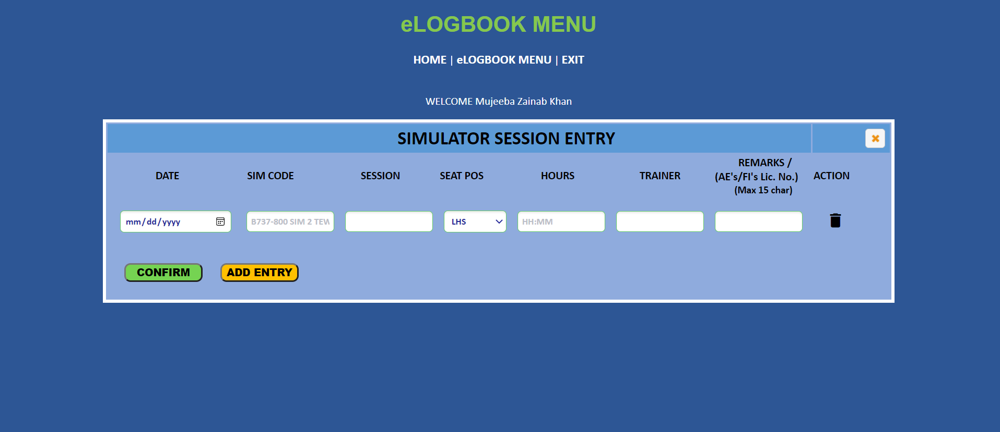 eLOGBOOK MENU
HOME | eLOGBOOK MENU | EXIT
WELCOME Mujeeba Zainab Khan
SIMULATOR SESSION ENTRY
DATE SIM CODE SESSION SEAT POS HOURS TRAINER REMARKS / (AE's/FI's Lic. No.) (Max 15 char) ACTION
mm/dd/yyyy B737-800 SIM 2 TEW LHS HH:MM
CONFIRM ADD ENTRY